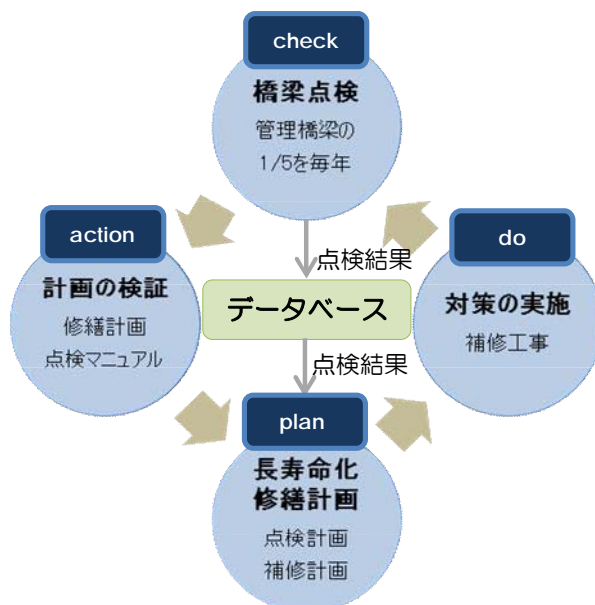 check
橋梁点検
管理橋梁の
1/5を毎年
action
計画の検証
修繕計画
点検マニュアル
点検結果
データベース
点検結果
do
対策の実施
補修工事
plan
長寿命化
修繕計画
点検計画
補修計画